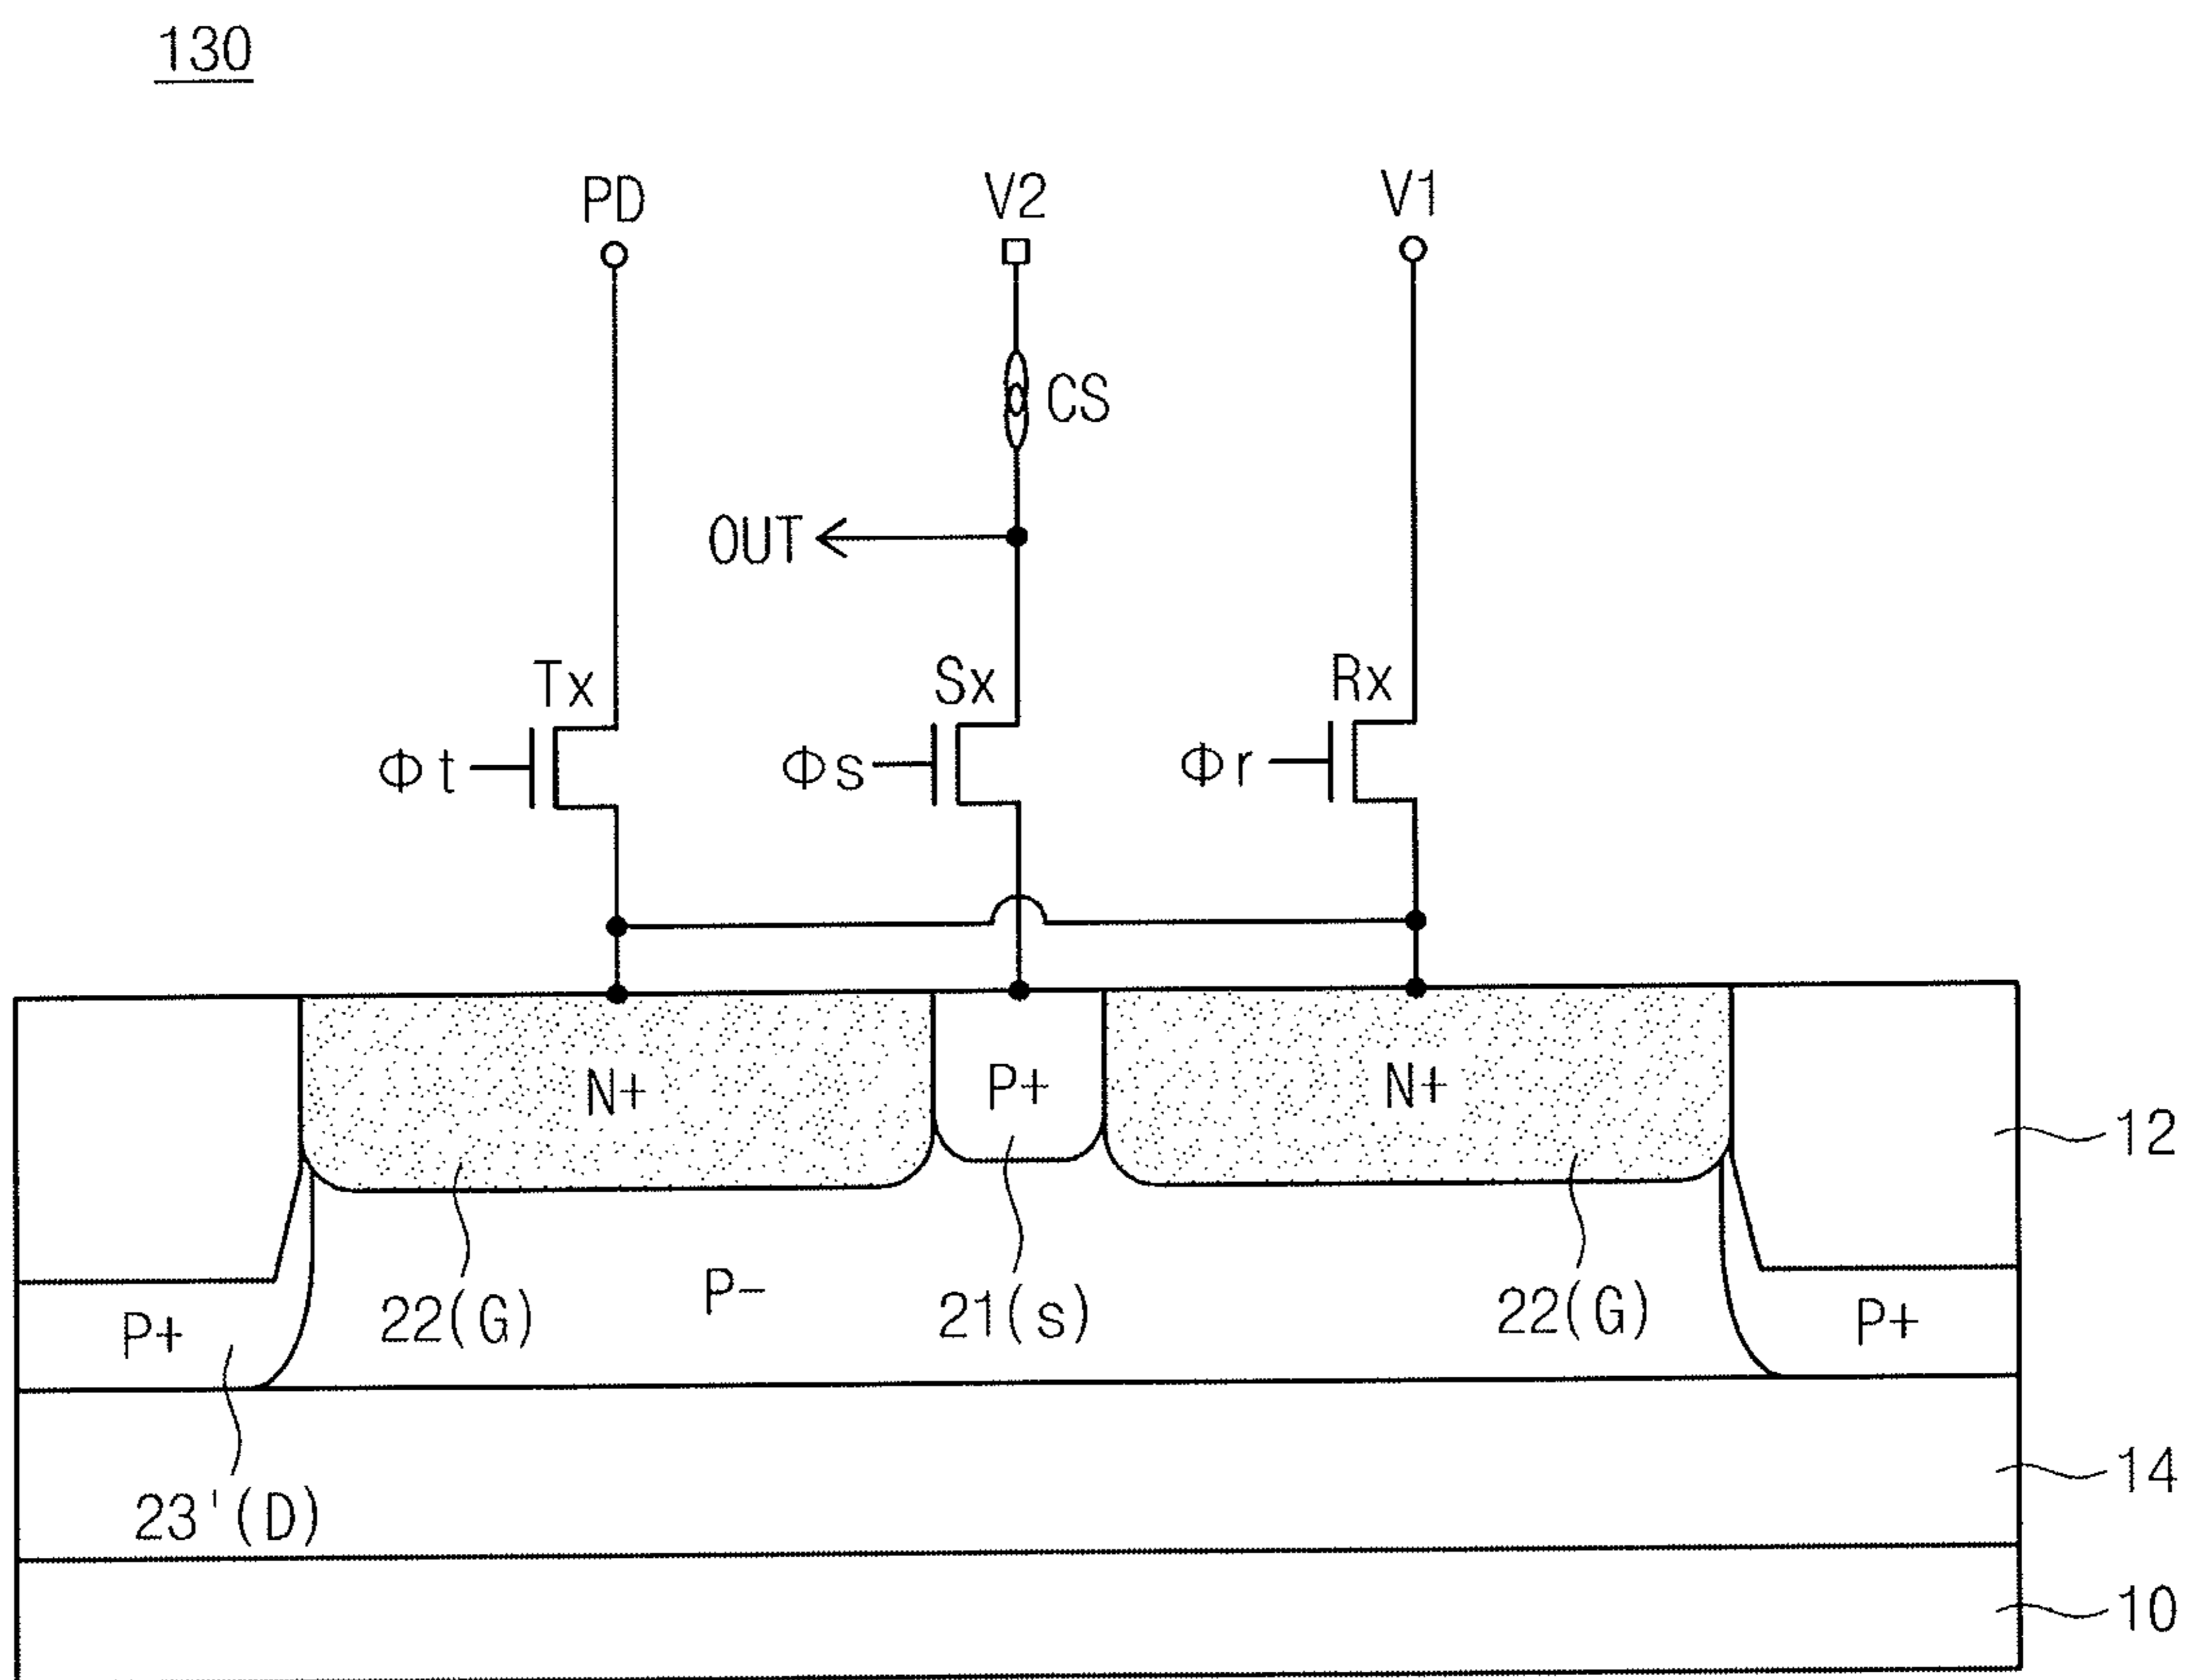 130
PD
V2
V1
CS
OUT
Tx
Sx
Rx
Φt
Φs
Φr
N+
P+
N+
12
P+
22(G)
P-
21(s)
22(G)
P+
14
23'(D)
10